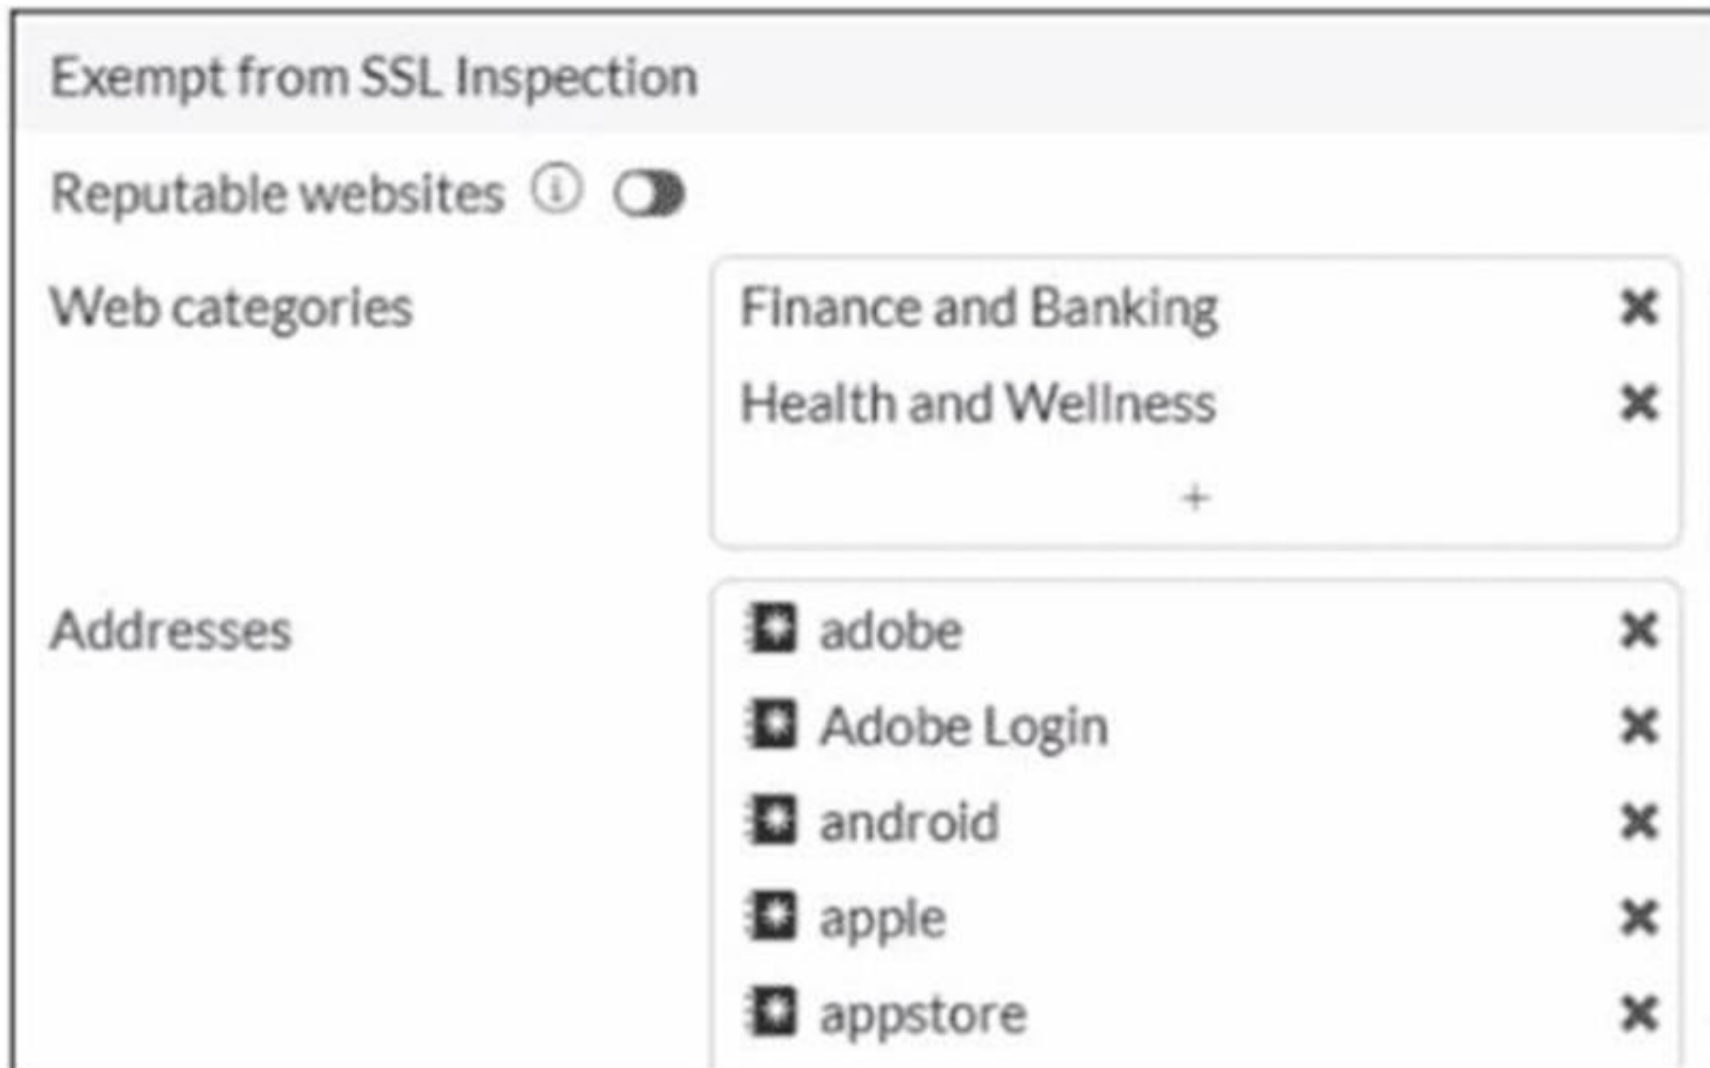 Exempt from SSL Inspection
Reputable websites
Web categories
Finance and Banking
Health and Wellness
+
Addresses
adobe
Adobe Login
android
apple
appstore